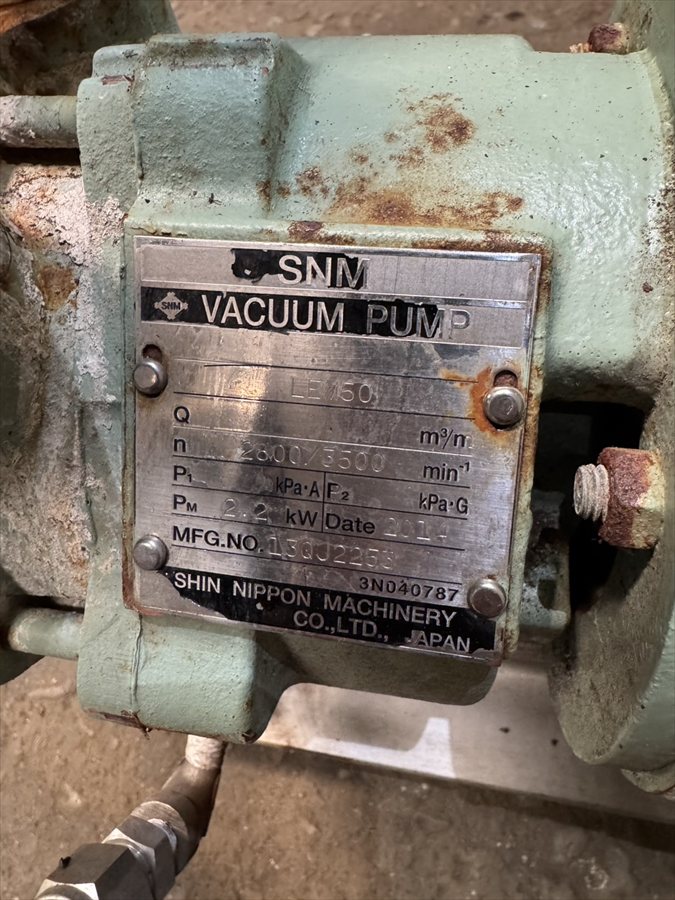 SNM
SNM VACUUM PUMP
Q m³/h
n 2800/3500 min⁻¹
P₁ kPa·A P₂ kPa·G
PM 2.2 kW Date 2014
MFG.NO.
3N040787
SHIN NIPPON MACHINERY
CO.,LTD., JAPAN